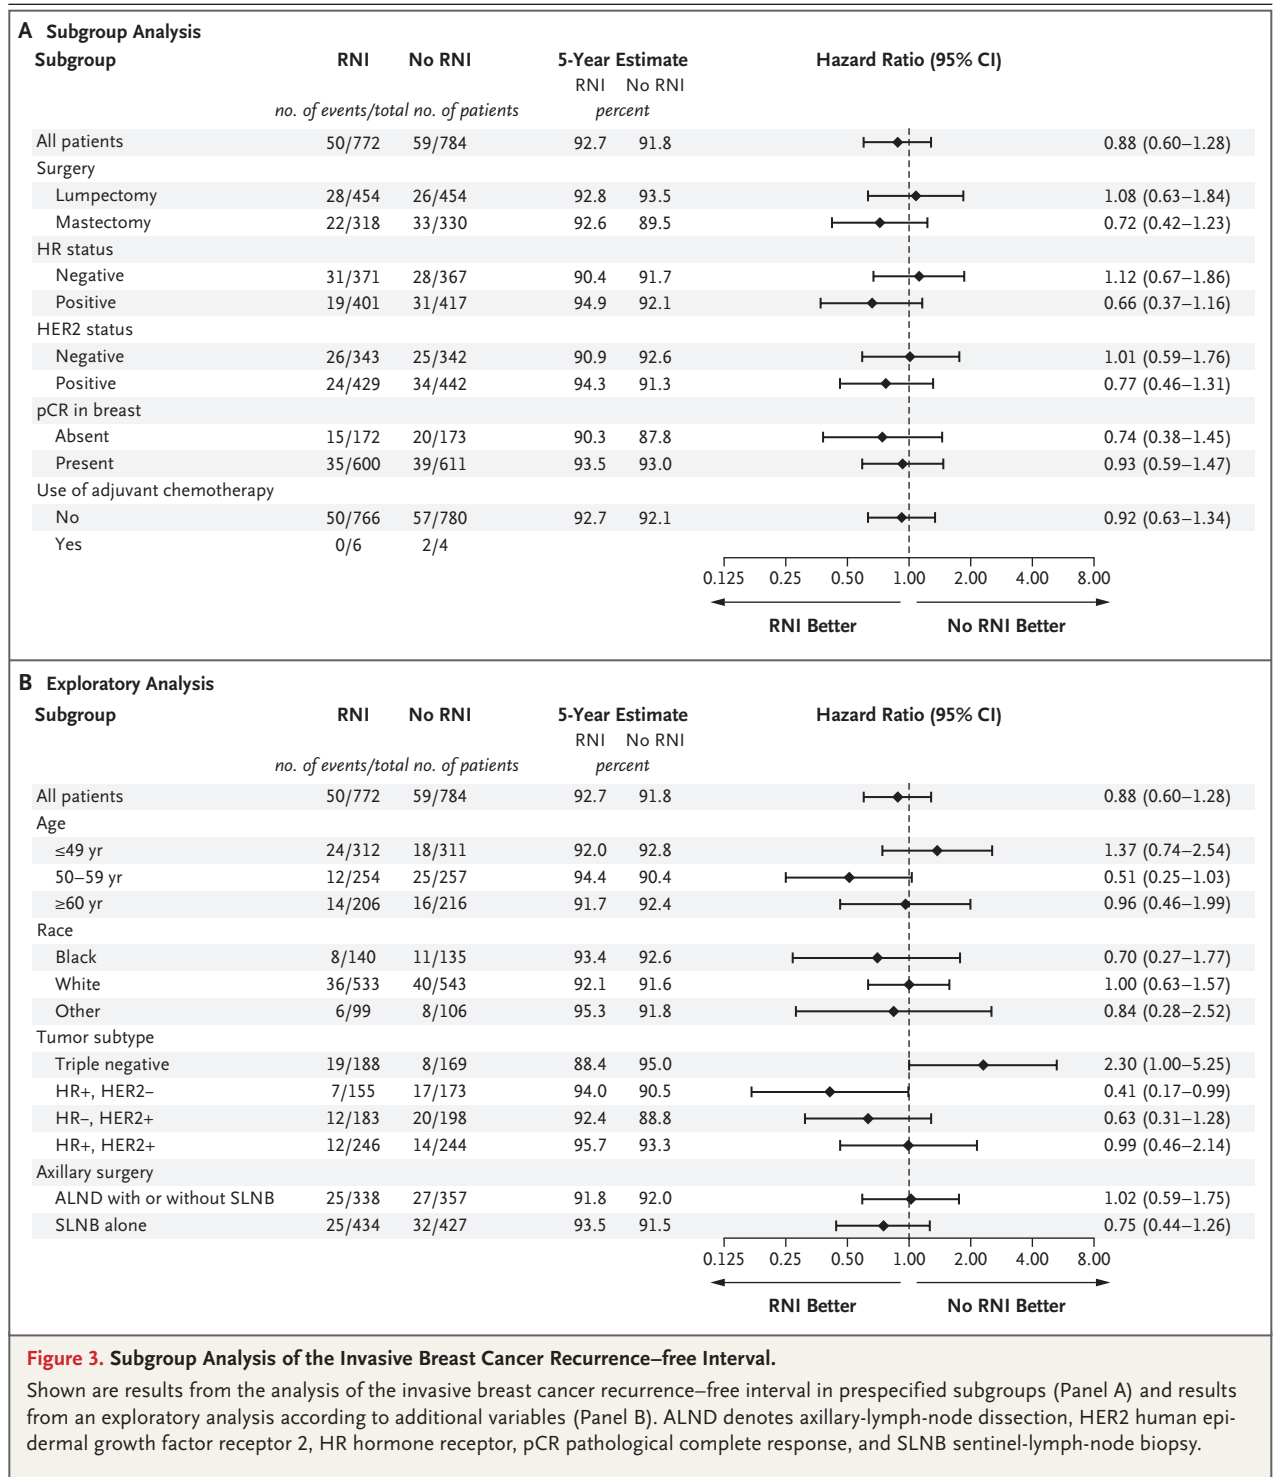 A Subgroup Analysis
Subgroup RNI No RNI 5-Year Estimate Hazard Ratio (95% CI)
RNI No RNI
no. of events/total no. of patients percent
All patients 50/772 59/784 92.7 91.8 0.88 (0.60–1.28)
Surgery
Lumpectomy 28/454 26/454 92.8 93.5 1.08 (0.63–1.84)
Mastectomy 22/318 33/330 92.6 89.5 0.72 (0.42–1.23)
HR status
Negative 31/371 28/367 90.4 91.7 1.12 (0.67–1.86)
Positive 19/401 31/417 94.9 92.1 0.66 (0.37–1.16)
HER2 status
Negative 26/343 25/342 90.9 92.6 1.01 (0.59–1.76)
Positive 24/429 34/442 94.3 91.3 0.77 (0.46–1.31)
pCR in breast
Absent 15/172 20/173 90.3 87.8 0.74 (0.38–1.45)
Present 35/600 39/611 93.5 93.0 0.93 (0.59–1.47)
Use of adjuvant chemotherapy
No 50/766 57/780 92.7 92.1 0.92 (0.63–1.34)
Yes 0/6 2/4
0.125 0.25 0.50 1.00 2.00 4.00 8.00
RNI Better No RNI Better
B Exploratory Analysis
Subgroup RNI No RNI 5-Year Estimate Hazard Ratio (95% CI)
RNI No RNI
no. of events/total no. of patients percent
All patients 50/772 59/784 92.7 91.8 0.88 (0.60–1.28)
Age
≤49 yr 24/312 18/311 92.0 92.8 1.37 (0.74–2.54)
50–59 yr 12/254 25/257 94.4 90.4 0.51 (0.25–1.03)
≥60 yr 14/206 16/216 91.7 92.4 0.96 (0.46–1.99)
Race
Black 8/140 11/135 93.4 92.6 0.70 (0.27–1.77)
White 36/533 40/543 92.1 91.6 1.00 (0.63–1.57)
Other 6/99 8/106 95.3 91.8 0.84 (0.28–2.52)
Tumor subtype
Triple negative 19/188 8/169 88.4 95.0 2.30 (1.00–5.25)
HR+, HER2– 7/155 17/173 94.0 90.5 0.41 (0.17–0.99)
HR–, HER2+ 12/183 20/198 92.4 88.8 0.63 (0.31–1.28)
HR+, HER2+ 12/246 14/244 95.7 93.3 0.99 (0.46–2.14)
Axillary surgery
ALND with or without SLNB 25/338 27/357 91.8 92.0 1.02 (0.59–1.75)
SLNB alone 25/434 32/427 93.5 91.5 0.75 (0.44–1.26)
0.125 0.25 0.50 1.00 2.00 4.00 8.00
RNI Better No RNI Better
Figure 3. Subgroup Analysis of the Invasive Breast Cancer Recurrence–free Interval.
Shown are results from the analysis of the invasive breast cancer recurrence–free interval in prespecified subgroups (Panel A) and results
from an exploratory analysis according to additional variables (Panel B). ALND denotes axillary-lymph-node dissection, HER2 human epi-
dermal growth factor receptor 2, HR hormone receptor, pCR pathological complete response, and SLNB sentinel-lymph-node biopsy.